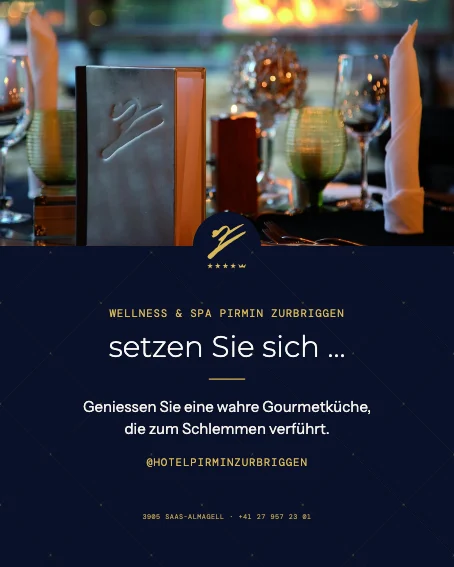 WELLNESS & SPA PIRMIN ZURBRIGGEN
setzen Sie sich ...
Geniessen Sie eine wahre Gourmetküche,
die zum Schlemmen verführt.
@HOTELPIRMINZURBRIGGEN
3905 SAAS-ALMAGELL · +41 27 957 23 01